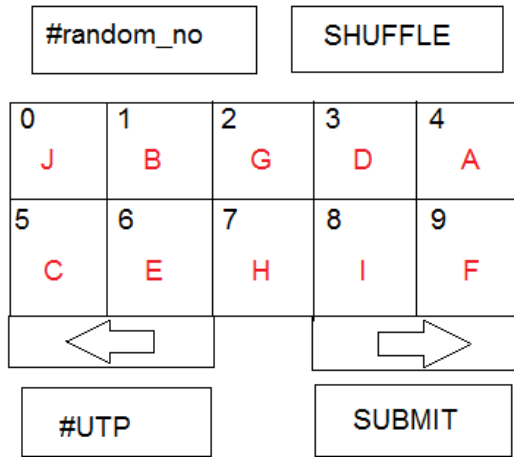 #random_no SHUFFLE
0 1 2 3 4
J B G D A
5 6 7 8 9
C E H I F
#UTP SUBMIT